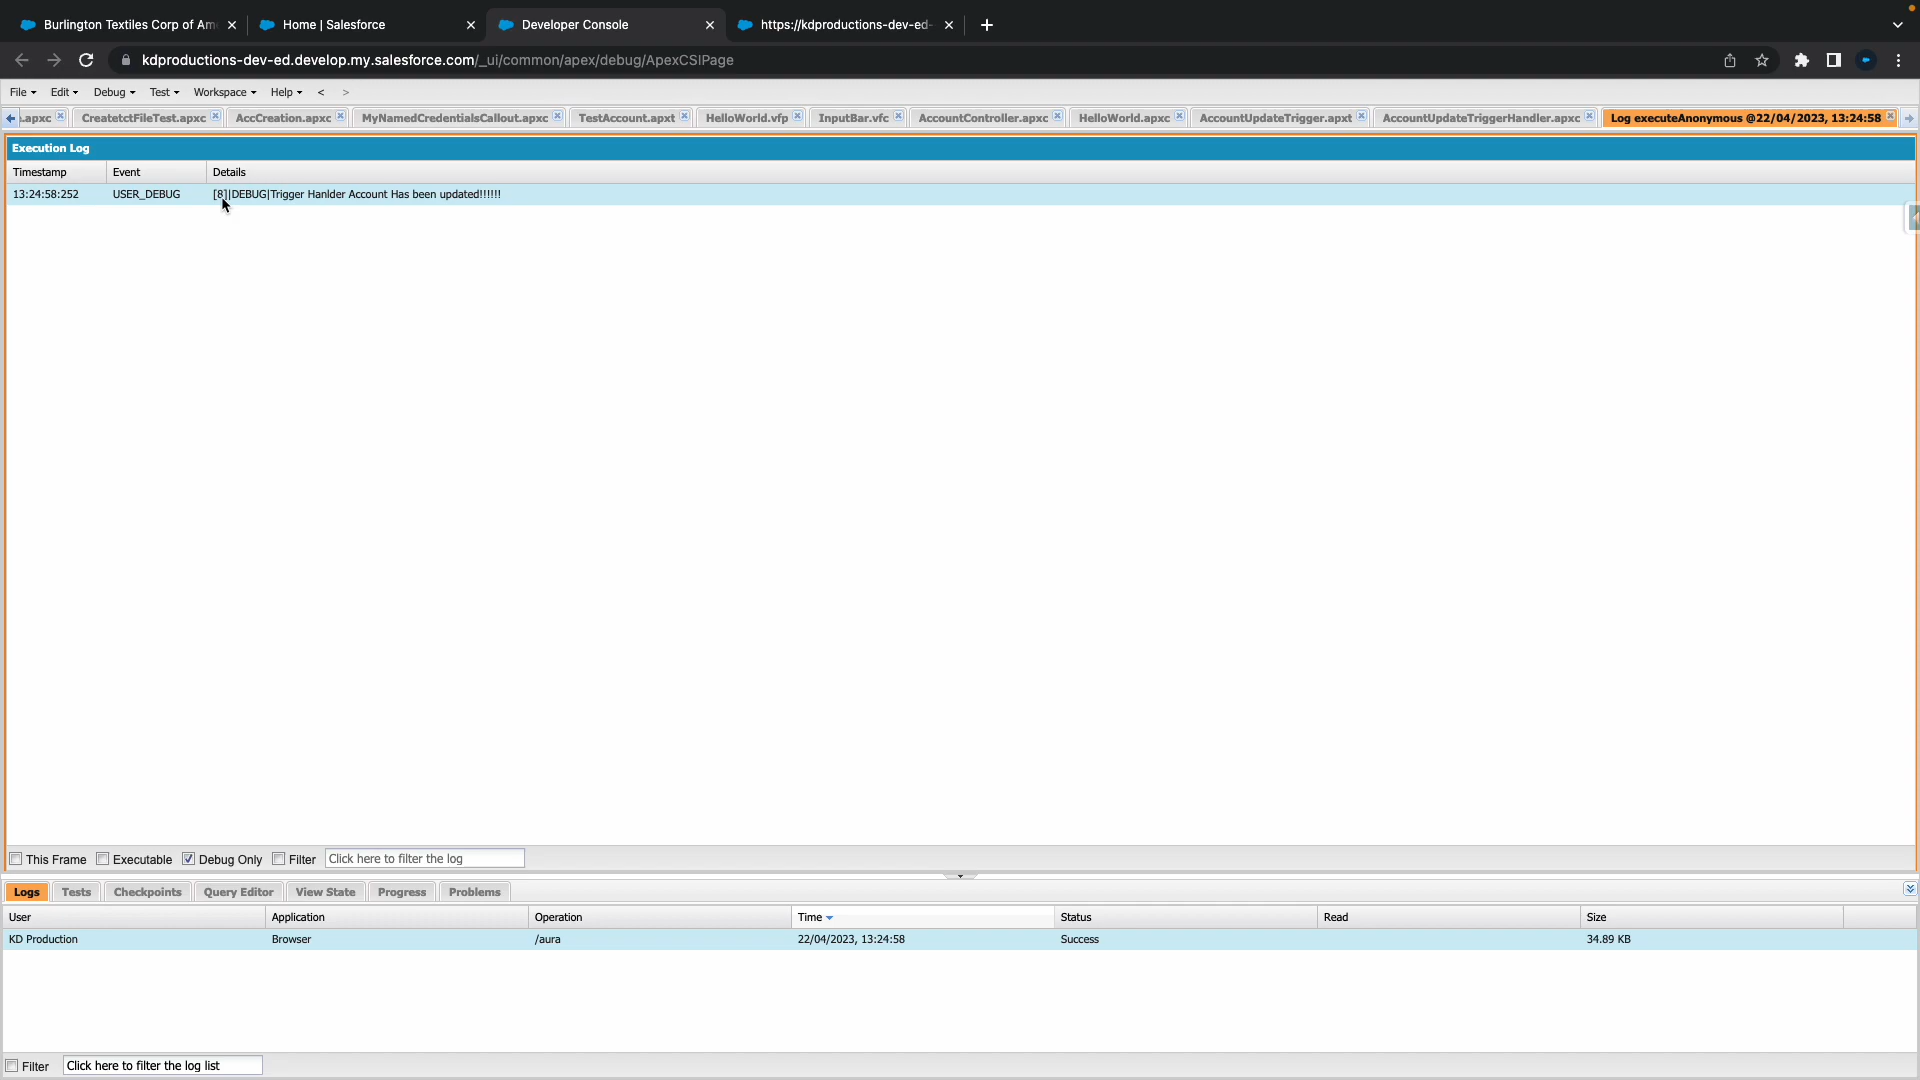 Burlington Textiles Corp of Am
Home | Salesforce
Developer Console
https://kdproductions-dev-ed-
kdproductions-dev-ed.develop.my.salesforce.com/_ui/common/apex/debug/ApexCSIPage
File Edit Debug Test Workspace Help < >
.apxc CreatetctFileTest.apxc AccCreation.apxc MyNamedCredentialsCallout.apxc TestAccount.apxt HelloWorld.vfp InputBar.vfc AccountController.apxc HelloWorld.apxc AccountUpdateTrigger.apxt AccountUpdateTriggerHandler.apxc Log executeAnonymous @22/04/2023, 13:24:58
Execution Log
Timestamp Event Details
13:24:58:252 USER_DEBUG [8]|DEBUG|Trigger Hanlder Account Has been updated!!!!!!
This Frame Executable Debug Only Filter Click here to filter the log
Logs Tests Checkpoints Query Editor View State Progress Problems
User Application Operation Time Status Read Size
KD Production Browser /aura 22/04/2023, 13:24:58 Success 34.89 KB
Filter Click here to filter the log list